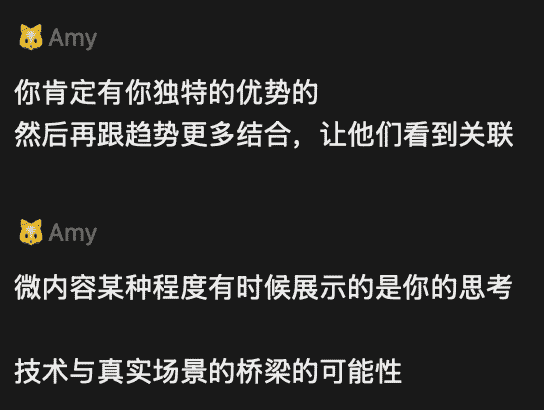 Amy
你肯定有你独特的优势的
然后再跟趋势更多结合，让他们看到关联
Amy
微内容某种程度有时候展示的是你的思考
技术与真实场景的桥梁的可能性